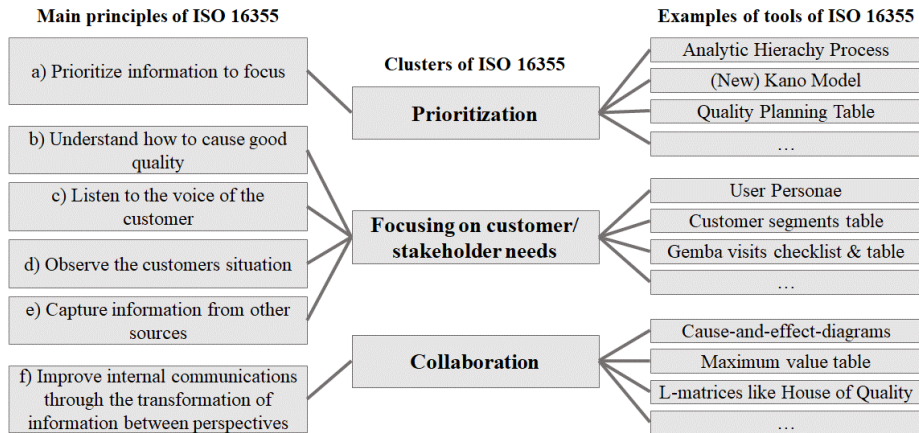 Main principles of ISO 16355
a) Prioritize information to focus
b) Understand how to cause good
quality
c) Listen to the voice of the
customer
d) Observe the customers situation
e) Capture information from other
sources
f) Improve internal communications
through the transformation of
information between perspectives
Clusters of ISO 16355
Prioritization
Focusing on customer/
stakeholder needs
Collaboration
Examples of tools of ISO 16355
Analytic Hierachy Process
(New) Kano Model
Quality Planning Table
…
User Personae
Customer segments table
Gemba visits checklist & table
…
Cause-and-effect-diagrams
Maximum value table
L-matrices like House of Quality
…